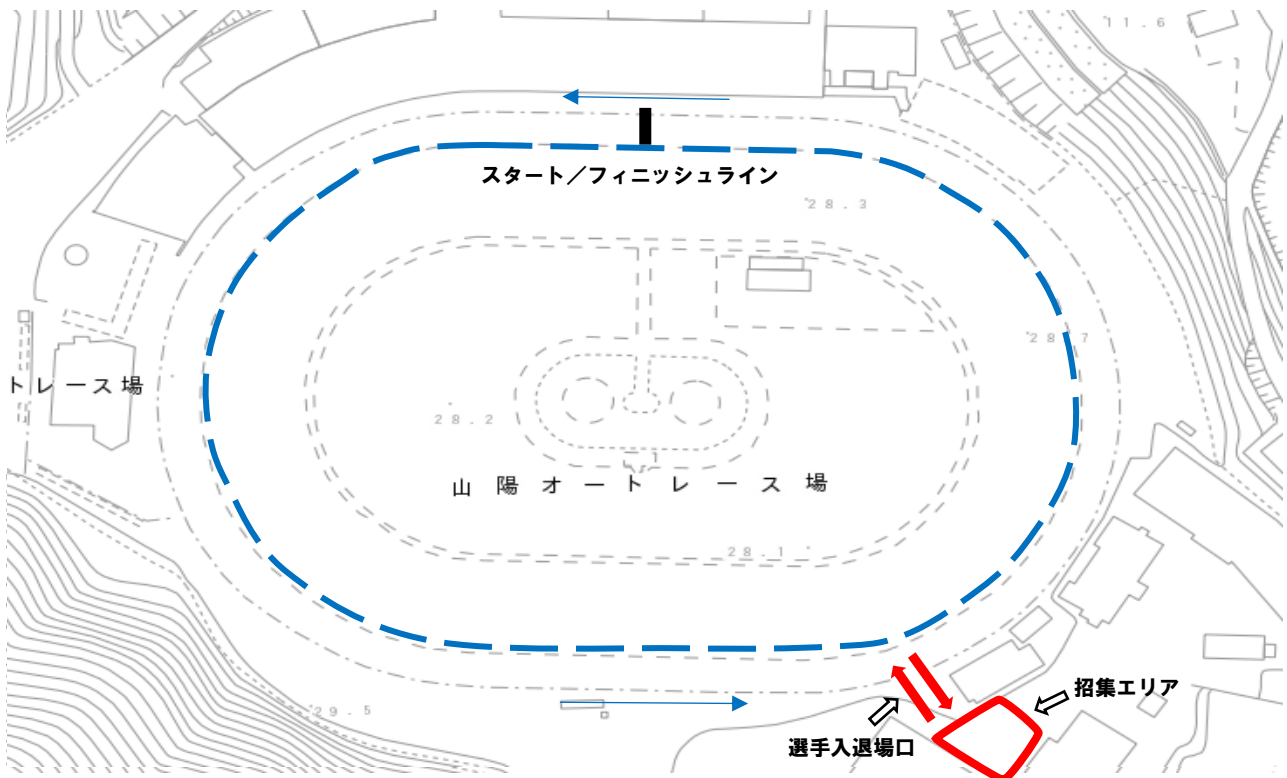 11.6
スタート/フィニッシュライン
28.3
28.7
トレース場
28.2
山陽オートレース場
28.1
招集エリア
29.5
選手入退場口